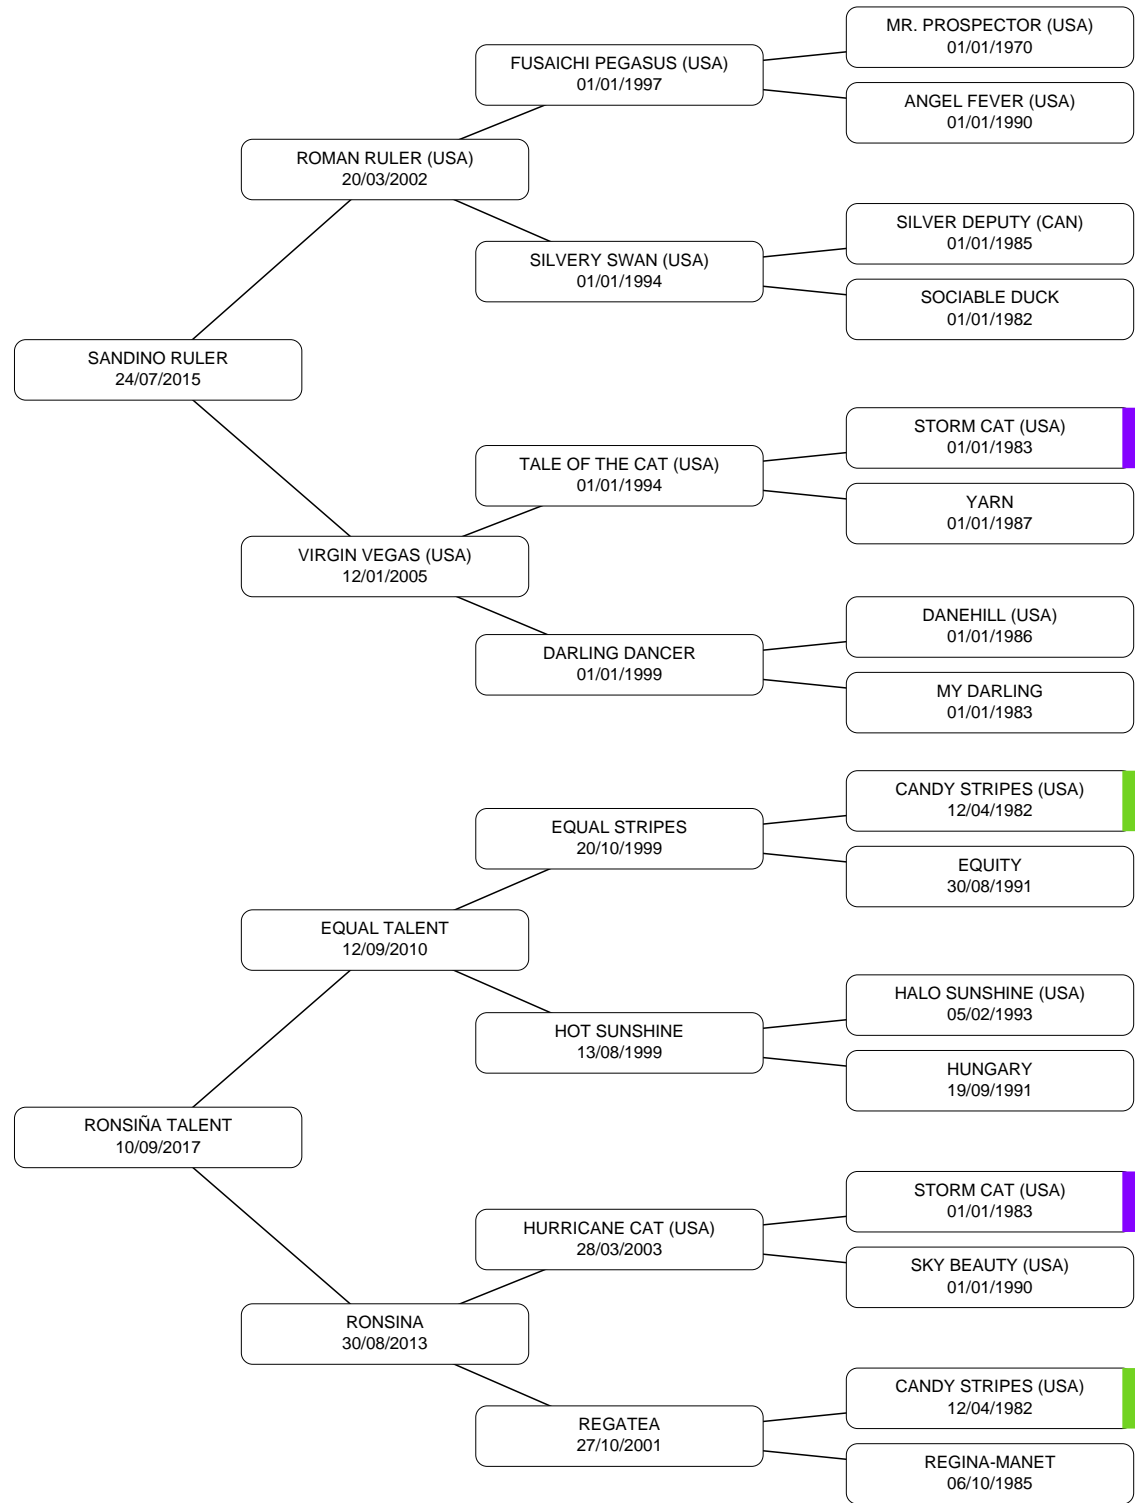 MR. PROSPECTOR (USA)
01/01/1970
FUSAICHI PEGASUS (USA)
01/01/1997
ANGEL FEVER (USA)
01/01/1990
ROMAN RULER (USA)
20/03/2002
SILVER DEPUTY (CAN)
01/01/1985
SILVERY SWAN (USA)
01/01/1994
SOCIABLE DUCK
01/01/1982
SANDINO RULER
24/07/2015
STORM CAT (USA)
01/01/1983
TALE OF THE CAT (USA)
01/01/1994
YARN
01/01/1987
VIRGIN VEGAS (USA)
12/01/2005
DANEHILL (USA)
01/01/1986
DARLING DANCER
01/01/1999
MY DARLING
01/01/1983
CANDY STRIPES (USA)
12/04/1982
EQUAL STRIPES
20/10/1999
EQUITY
30/08/1991
EQUAL TALENT
12/09/2010
HALO SUNSHINE (USA)
05/02/1993
HOT SUNSHINE
13/08/1999
HUNGARY
19/09/1991
RONSIÑA TALENT
10/09/2017
STORM CAT (USA)
01/01/1983
HURRICANE CAT (USA)
28/03/2003
SKY BEAUTY (USA)
01/01/1990
RONSINA
30/08/2013
CANDY STRIPES (USA)
12/04/1982
REGATEA
27/10/2001
REGINA-MANET
06/10/1985